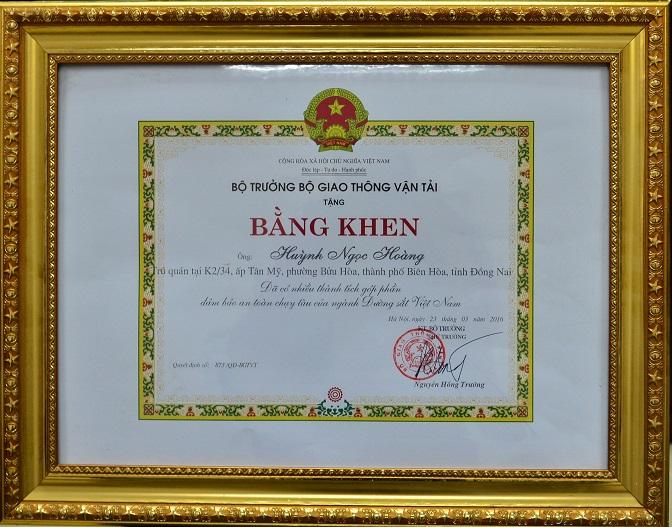 CỘNG HÒA XÃ HỘI CHỦ NGHĨA VIỆT NAM
Độc lập - Tự do - Hạnh phúc
BỘ TRƯỞNG BỘ GIAO THÔNG VẬN TẢI
TẶNG
BẰNG KHEN
Ông: Huỳnh Ngọc Hoàng
Trú quán tại K2/34, ấp Tân Mỹ, phường Bửu Hòa, thành phố Biên Hòa, tỉnh Đồng Nai
Đã có nhiều thành tích góp phần
đảm bảo an toàn chạy tàu của ngành Đường sắt Việt Nam
Hà Nội, ngày 23 tháng 03 năm 2016
KT. BỘ TRƯỞNG
THỨ TRƯỞNG
Quyết định số: 873 /QĐ-BGTVT
Nguyễn Hồng Trường